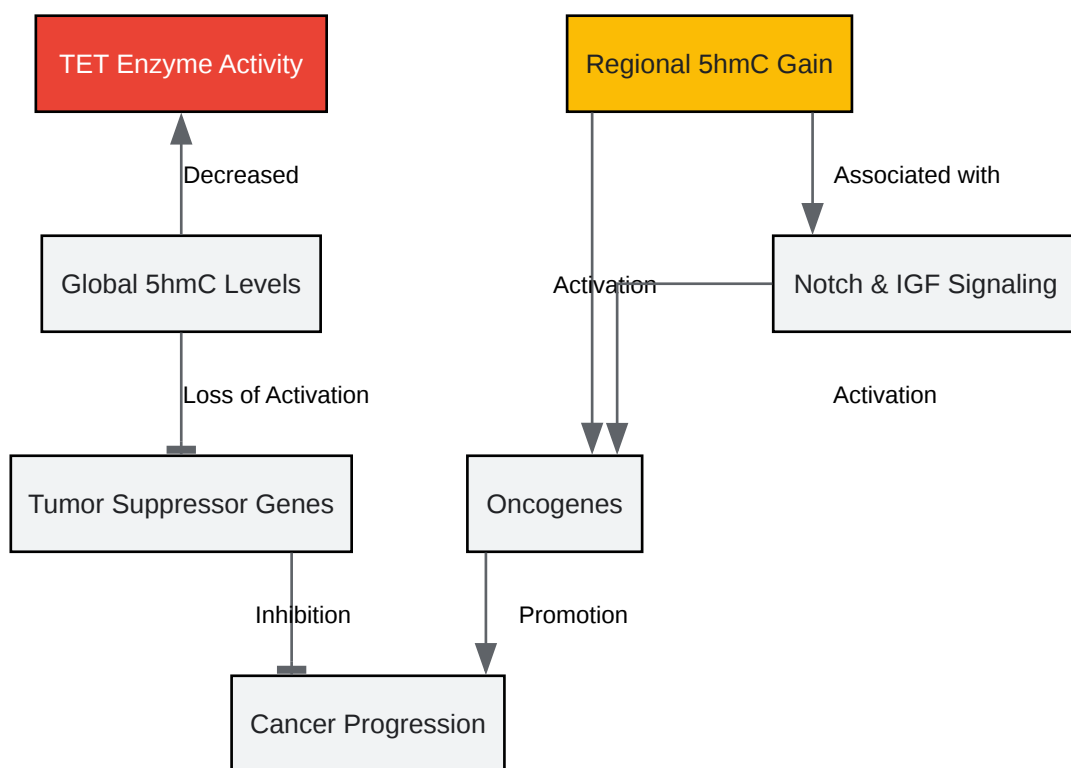 TET Enzyme Activity
Regional 5hmC Gain
Decreased
Associated with
Global 5hmC Levels
Activation
Notch & IGF Signaling
Loss of Activation
Activation
Tumor Suppressor Genes
Oncogenes
Inhibition
Promotion
Cancer Progression